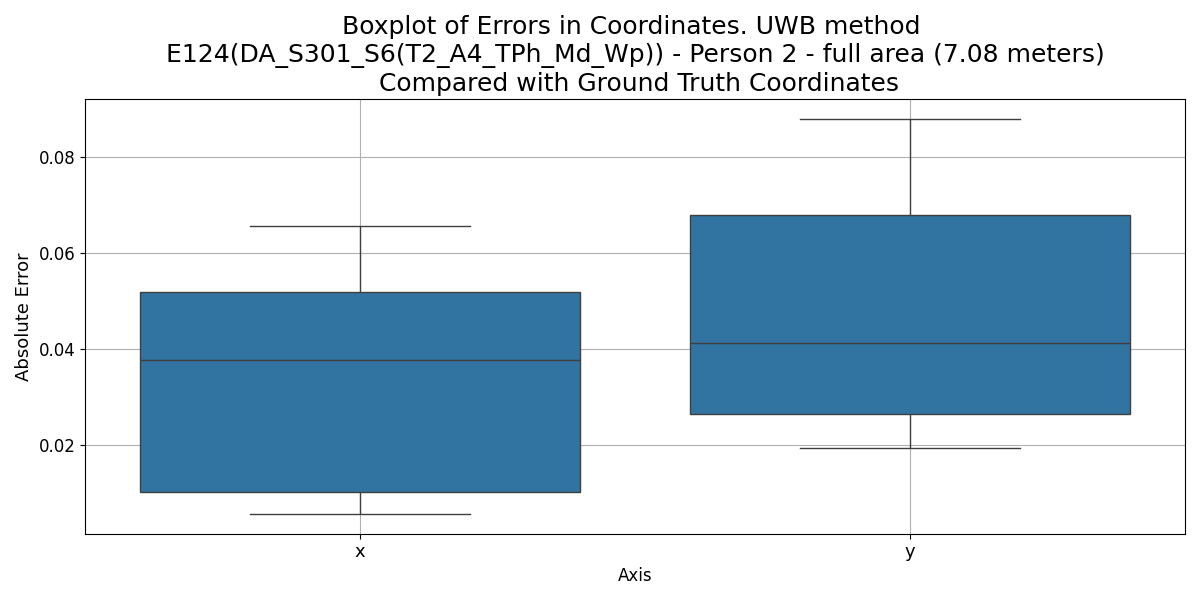 Boxplot of Errors in Coordinates. UWB method
E124(DA_S301_S6(T2_A4_TPh_Md_Wp)) - Person 2 - full area (7.08 meters)
Compared with Ground Truth Coordinates
Absolute Error
0.08
0.06
0.04
0.02
x
y
Axis